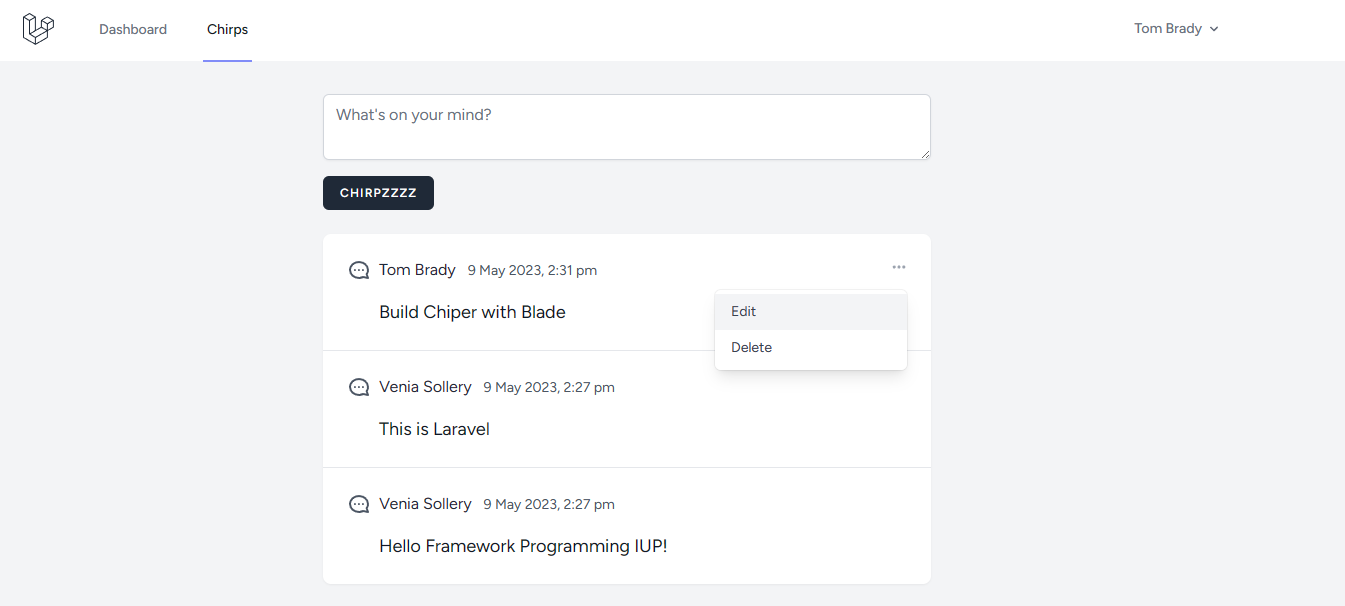 Dashboard Chirps Tom Brady
What's on your mind?
CHIRPZZZZ
Tom Brady 9 May 2023, 2:31 pm
Build Chiper with Blade
Edit
Delete
Venia Sollery 9 May 2023, 2:27 pm
This is Laravel
Venia Sollery 9 May 2023, 2:27 pm
Hello Framework Programming IUP!